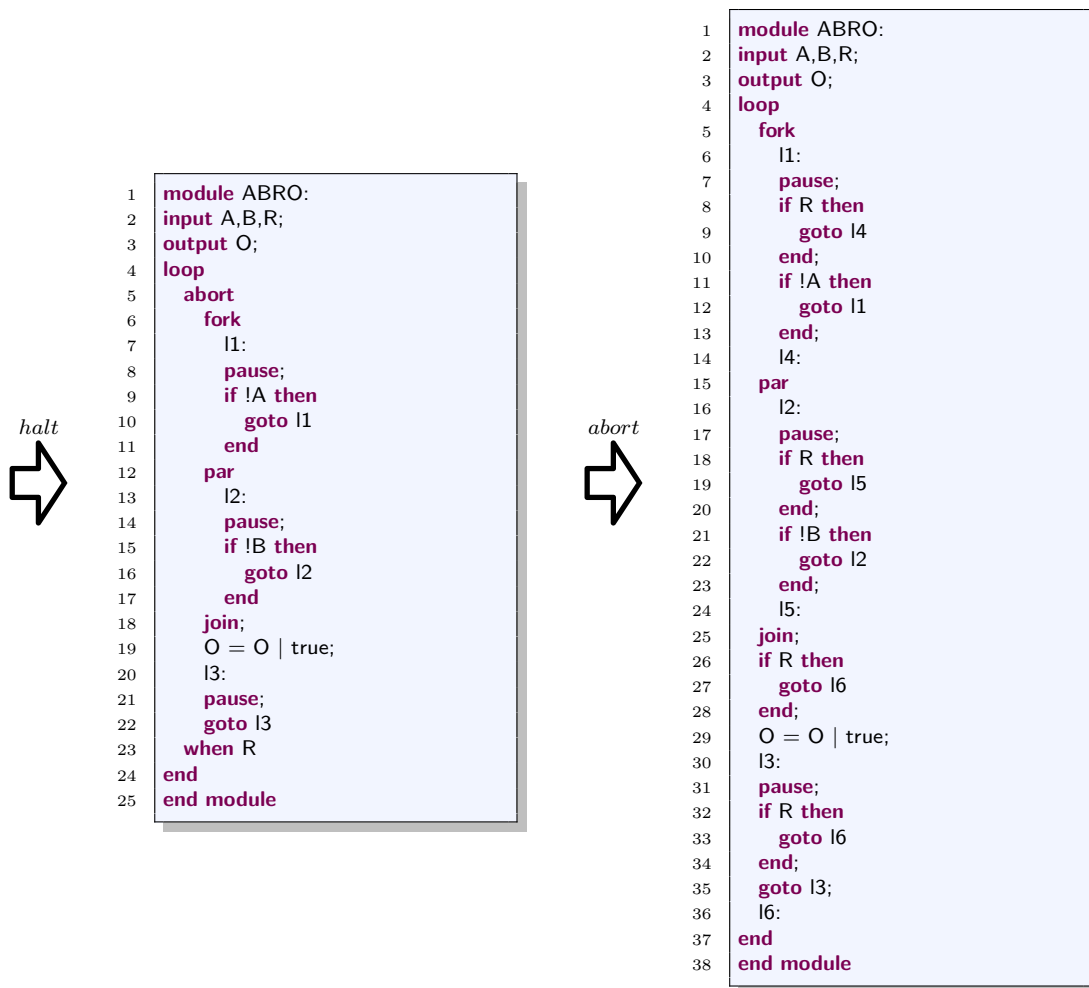 halt
1 module ABRO:
2 input A,B,R;
3 output O;
4 loop
5 abort
6 fork
7 l1:
8 pause;
9 if !A then
10 goto l1
11 end
12 par
13 l2:
14 pause;
15 if !B then
16 goto l2
17 end
18 join;
19 O = O | true;
20 l3:
21 pause;
22 goto l3
23 when R
24 end
25 end module
abort
1 module ABRO:
2 input A,B,R;
3 output O;
4 loop
5 fork
6 l1:
7 pause;
8 if R then
9 goto l4
10 end;
11 if !A then
12 goto l1
13 end;
14 l4:
15 par
16 l2:
17 pause;
18 if R then
19 goto l5
20 end;
21 if !B then
22 goto l2
23 end;
24 l5:
25 join;
26 if R then
27 goto l6
28 end;
29 O = O | true;
30 l3:
31 pause;
32 if R then
33 goto l6
34 end;
35 goto l3;
36 l6:
37 end
38 end module